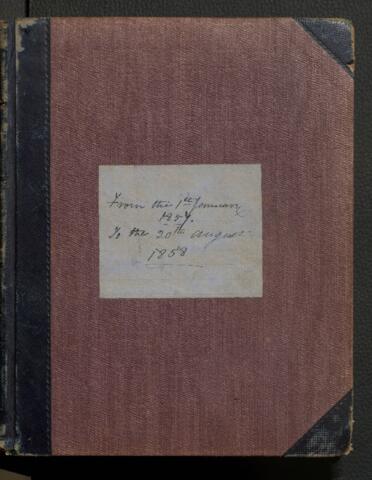 From the 1st January
1857.
To the 20th august
1858